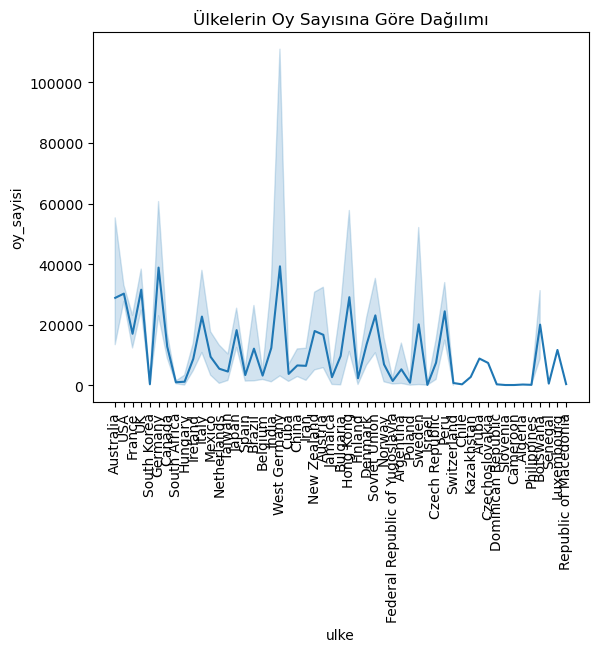 Ülkelerin Oy Sayısına Göre Dağılımı
oy_sayisi
100000
80000
60000
40000
20000
0
Australia
USA
France
UK
South Korea
Germany
Canada
South Africa
Hungary
Ireland
Italy
Mexico
Netherlands
Taiwan
Japan
Spain
Brazil
Belgium
India
West Germany
Cuba
China
Iran
New Zealand
Austria
Jamaica
Bulgaria
Hong Kong
Finland
Denmark
Soviet Union
Norway
Federal Republic of Yugoslavia
Argentina
Poland
Sweden
Israel
Czech Republic
Peru
Switzerland
Chile
Kazakhstan
Aruba
Czechoslovakia
Dominican Republic
Slovenia
Cameroon
Algeria
Philippines
Botswana
Senegal
Luxembourg
Republic of Macedonia
ulke